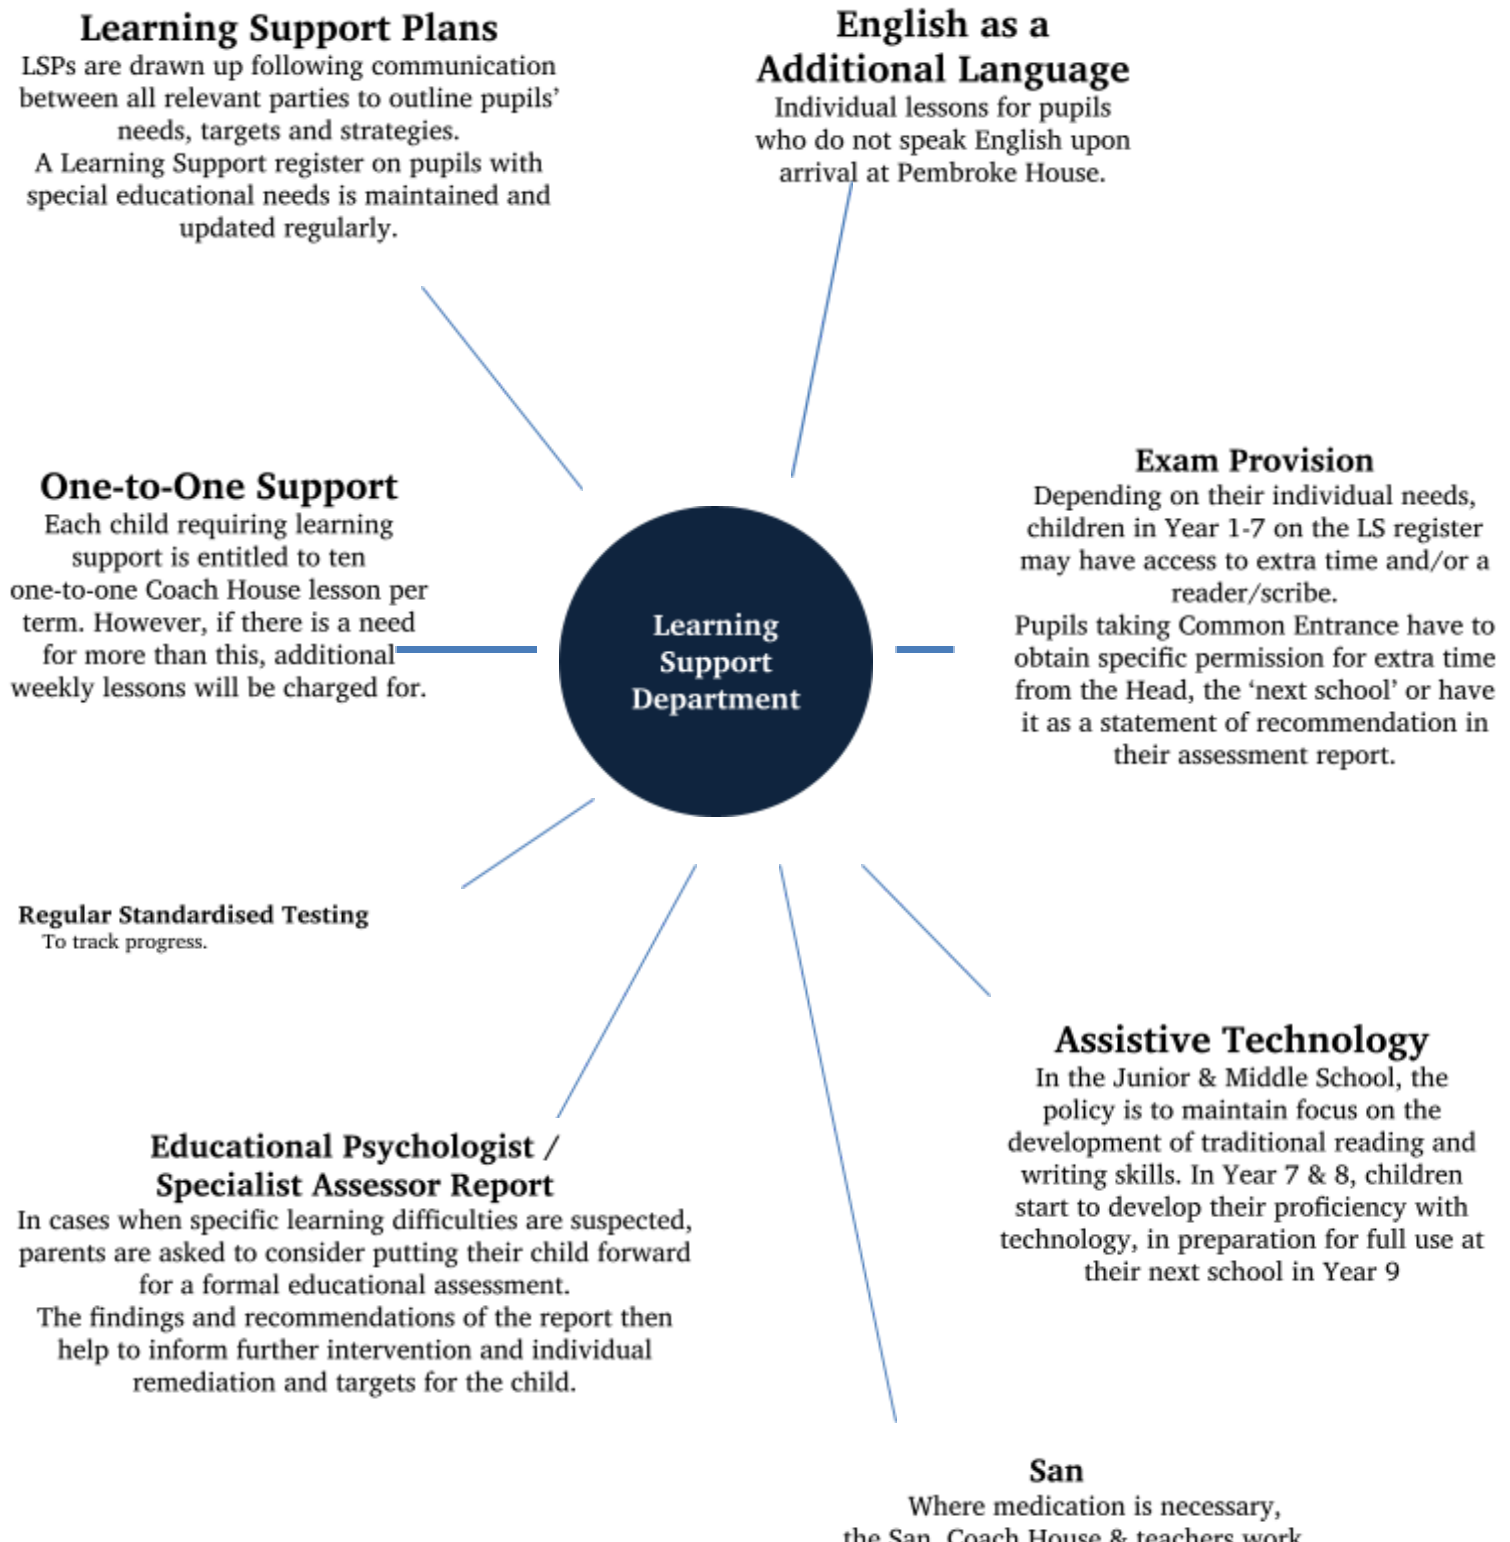 Learning Support Plans
LSPs are drawn up following communication
between all relevant parties to outline pupils’
needs, targets and strategies.
A Learning Support register on pupils with
special educational needs is maintained and
updated regularly.
English as a
Additional Language
Individual lessons for pupils
who do not speak English upon
arrival at Pembroke House.
One-to-One Support
Each child requiring learning
support is entitled to ten
one-to-one Coach House lesson per
term. However, if there is a need
for more than this, additional
weekly lessons will be charged for.
Learning
Support
Department
Exam Provision
Depending on their individual needs,
children in Year 1-7 on the LS register
may have access to extra time and/or a
reader/scribe.
Pupils taking Common Entrance have to
obtain specific permission for extra time
from the Head, the ‘next school’ or have
it as a statement of recommendation in
their assessment report.
Regular Standardised Testing
To track progress.
Educational Psychologist /
Specialist Assessor Report
In cases when specific learning difficulties are suspected,
parents are asked to consider putting their child forward
for a formal educational assessment.
The findings and recommendations of the report then
help to inform further intervention and individual
remediation and targets for the child.
Assistive Technology
In the Junior & Middle School, the
policy is to maintain focus on the
development of traditional reading and
writing skills. In Year 7 & 8, children
start to develop their proficiency with
technology, in preparation for full use at
their next school in Year 9
San
Where medication is necessary,
the San, Coach House & teachers work